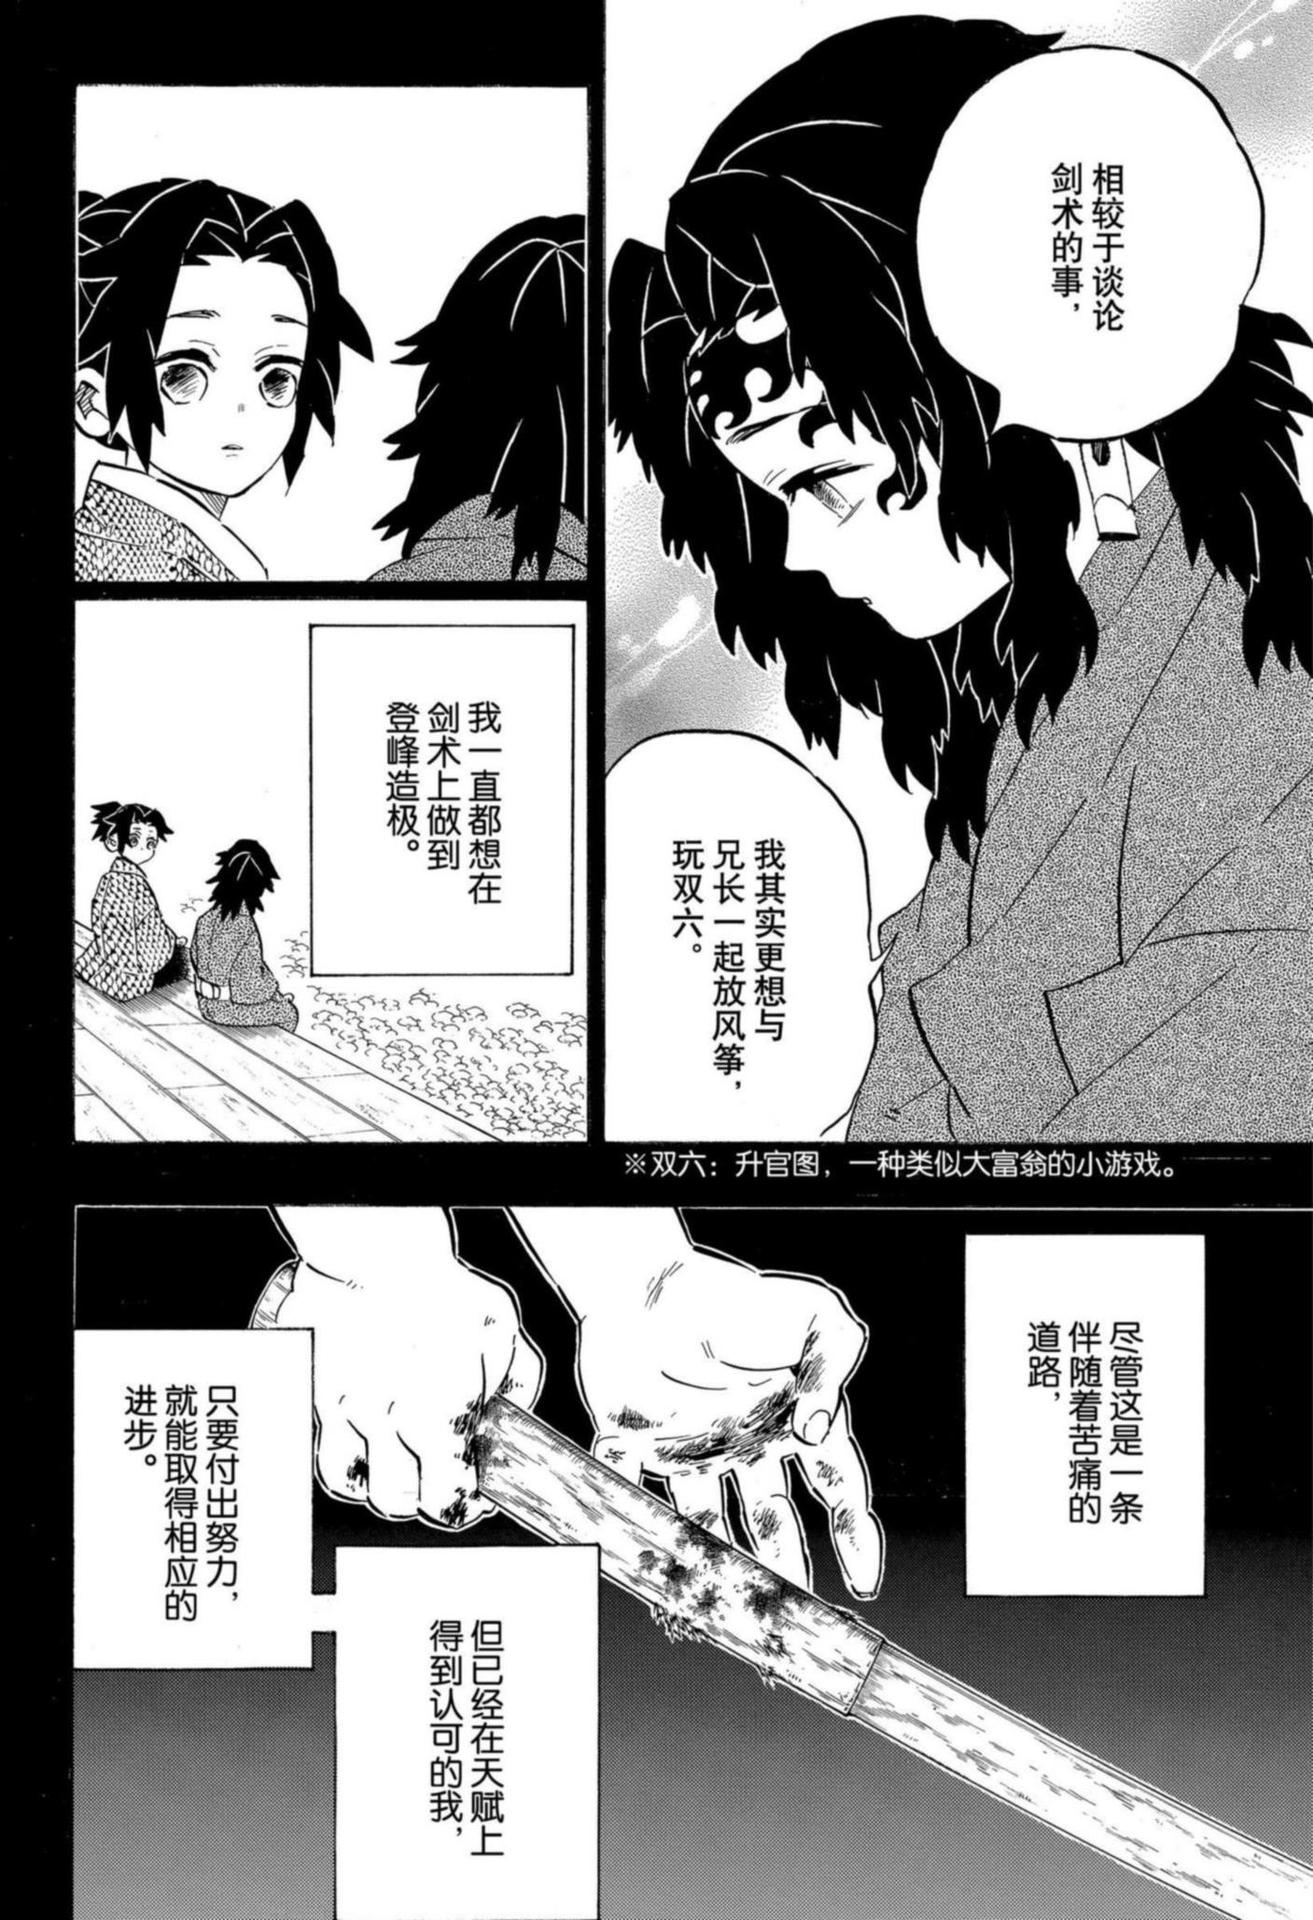 相较于谈论
剑术的事，
我其实更想与
兄长一起放风筝，
玩双六。
※双六：升官图，一种类似大富翁的小游戏。
我一直都想在
剑术上做到
登峰造极。
尽管这是一条
伴随着苦痛的
道路，
但已经在天赋上
得到认可的我，
只要付出努力，
就能取得相应的
进步。